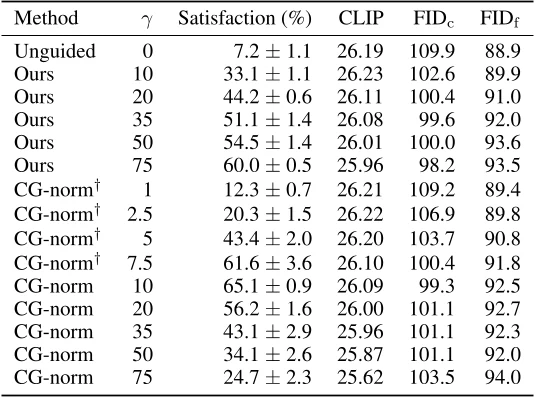 Method γ Satisfaction (%) CLIP FIDc FIDf
Unguided 0 7.2 ± 1.1 26.19 109.9 88.9
Ours 10 33.1 ± 1.1 26.23 102.6 89.9
Ours 20 44.2 ± 0.6 26.11 100.4 91.0
Ours 35 51.1 ± 1.4 26.08 99.6 92.0
Ours 50 54.5 ± 1.4 26.01 100.0 93.6
Ours 75 60.0 ± 0.5 25.96 98.2 93.5
CG-norm† 1 12.3 ± 0.7 26.21 109.2 89.4
CG-norm† 2.5 20.3 ± 1.5 26.22 106.9 89.8
CG-norm† 5 43.4 ± 2.0 26.20 103.7 90.8
CG-norm† 7.5 61.6 ± 3.6 26.10 100.4 91.8
CG-norm 10 65.1 ± 0.9 26.09 99.3 92.5
CG-norm 20 56.2 ± 1.6 26.00 101.1 92.7
CG-norm 35 43.1 ± 2.9 25.96 101.1 92.3
CG-norm 50 34.1 ± 2.6 25.87 101.1 92.0
CG-norm 75 24.7 ± 2.3 25.62 103.5 94.0